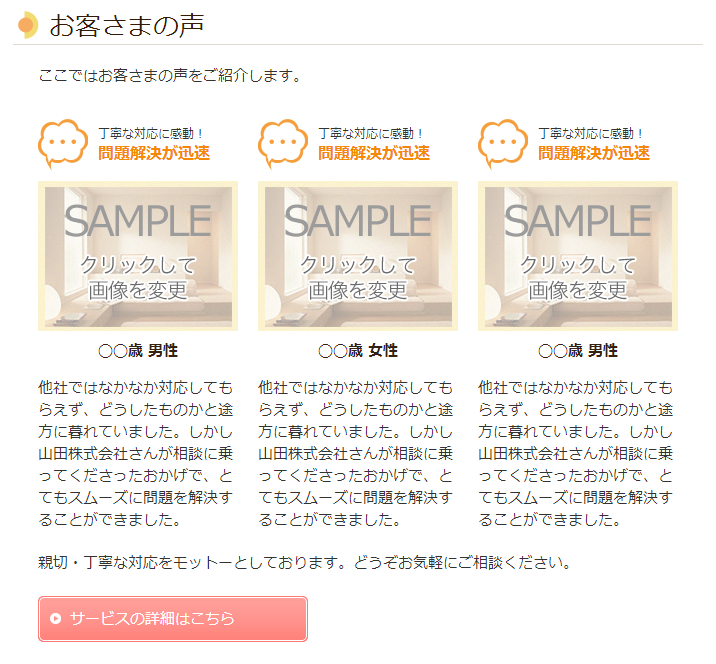 お客さまの声
ここではお客さまの声をご紹介します。
丁寧な対応に感動！
問題解決が迅速
SAMPLE
クリックして
画像を変更
〇〇歳 男性
他社ではなかなか対応しても
らえず、どうしたものかと途
方に暮れていました。しかし
山田株式会社さんが相談に乗
ってくださったおかげで、と
てもスムーズに問題を解決す
ることができました。
丁寧な対応に感動！
問題解決が迅速
SAMPLE
クリックして
画像を変更
〇〇歳 女性
他社ではなかなか対応しても
らえず、どうしたものかと途
方に暮れていました。しかし
山田株式会社さんが相談に乗
ってくださったおかげで、と
てもスムーズに問題を解決す
ることができました。
丁寧な対応に感動！
問題解決が迅速
SAMPLE
クリックして
画像を変更
〇〇歳 男性
他社ではなかなか対応しても
らえず、どうしたものかと途
方に暮れていました。しかし
山田株式会社さんが相談に乗
ってくださったおかげで、と
てもスムーズに問題を解決す
ることができました。
親切・丁寧な対応をモットーとしております。どうぞお気軽にご相談ください。
サービスの詳細はこちら